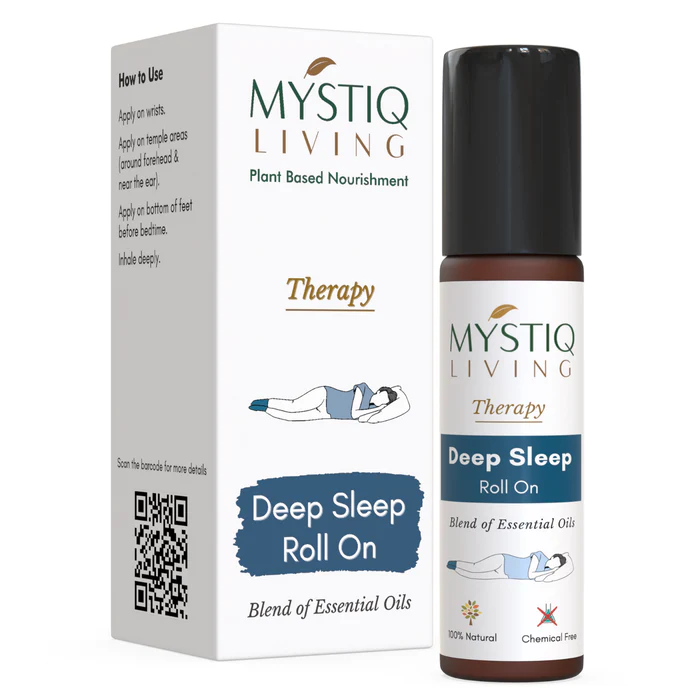 How to Use
Apply on wrists.
Apply on temple areas
(around forehead &
near the ear).
Apply on bottom of feet
before bedtime.
Inhale deeply.
Scan the barcode for more details
MYSTIQ
LIVING
Plant Based Nourishment
Therapy
Deep Sleep
Roll On
Blend of Essential Oils
MYSTIQ
LIVING
Therapy
Deep Sleep
Roll On
Blend of Essential Oils
100% Natural
Chemical Free